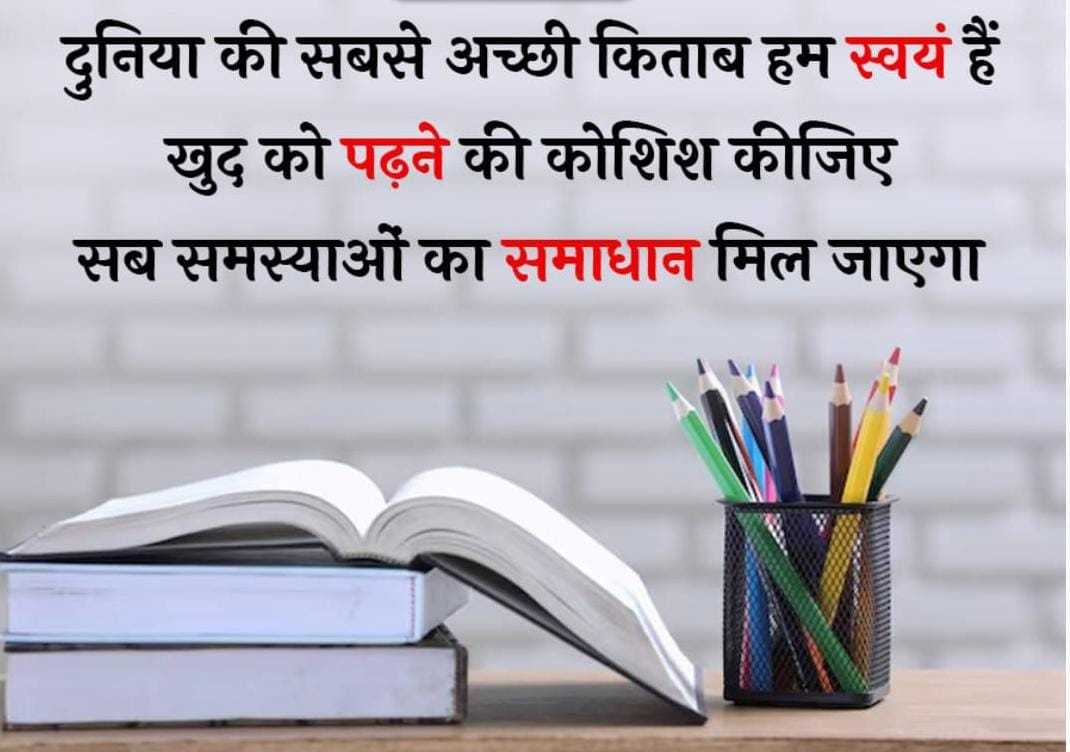 दुनिया की सबसे अच्छी किताब हम स्वयं हैं
खुद को पढ़ने की कोशिश कीजिए
सब समस्याओं का समाधान मिल जाएगा